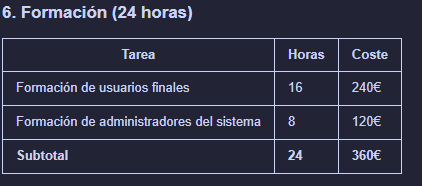 6. Formación (24 horas)
Tarea Horas Coste
Formación de usuarios finales 16 240€
Formación de administradores del sistema 8 120€
Subtotal 24 360€